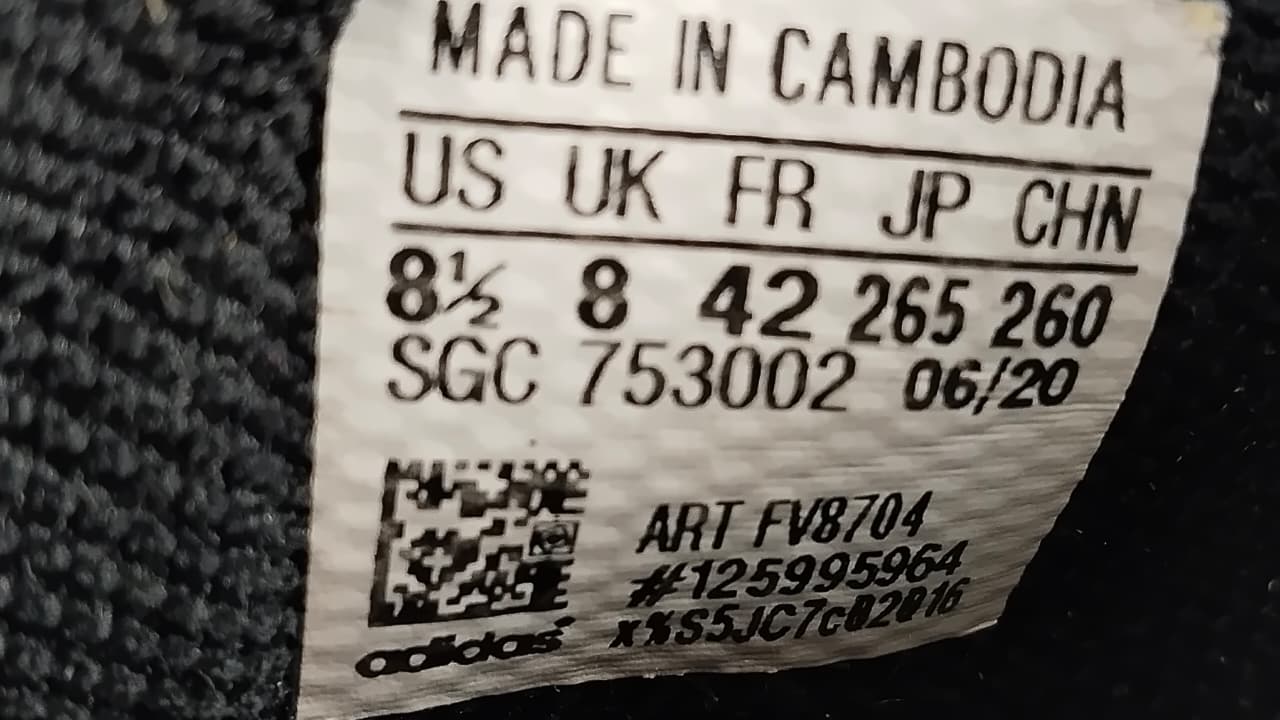 MADE IN CAMBODIA
US UK FR JP CHN
8½ 8 42 265 260
SGC 753002 06/20
ART FV8704
#125995964
x%S5JC7c02016
adidas